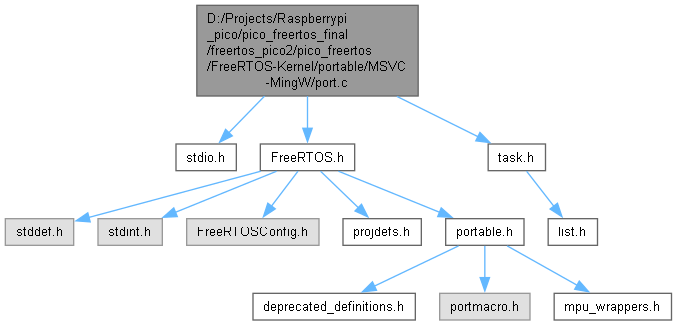 D:/Projects/Raspberrypi
_pico/pico_freertos_final
/freertos_pico2/pico_freertos
/FreeRTOS-Kernel/portable/MSVC
-MingW/port.c
stdio.h
FreeRTOS.h
task.h
stddef.h
stdint.h
FreeRTOSConfig.h
projdefs.h
portable.h
list.h
deprecated_definitions.h
portmacro.h
mpu_wrappers.h